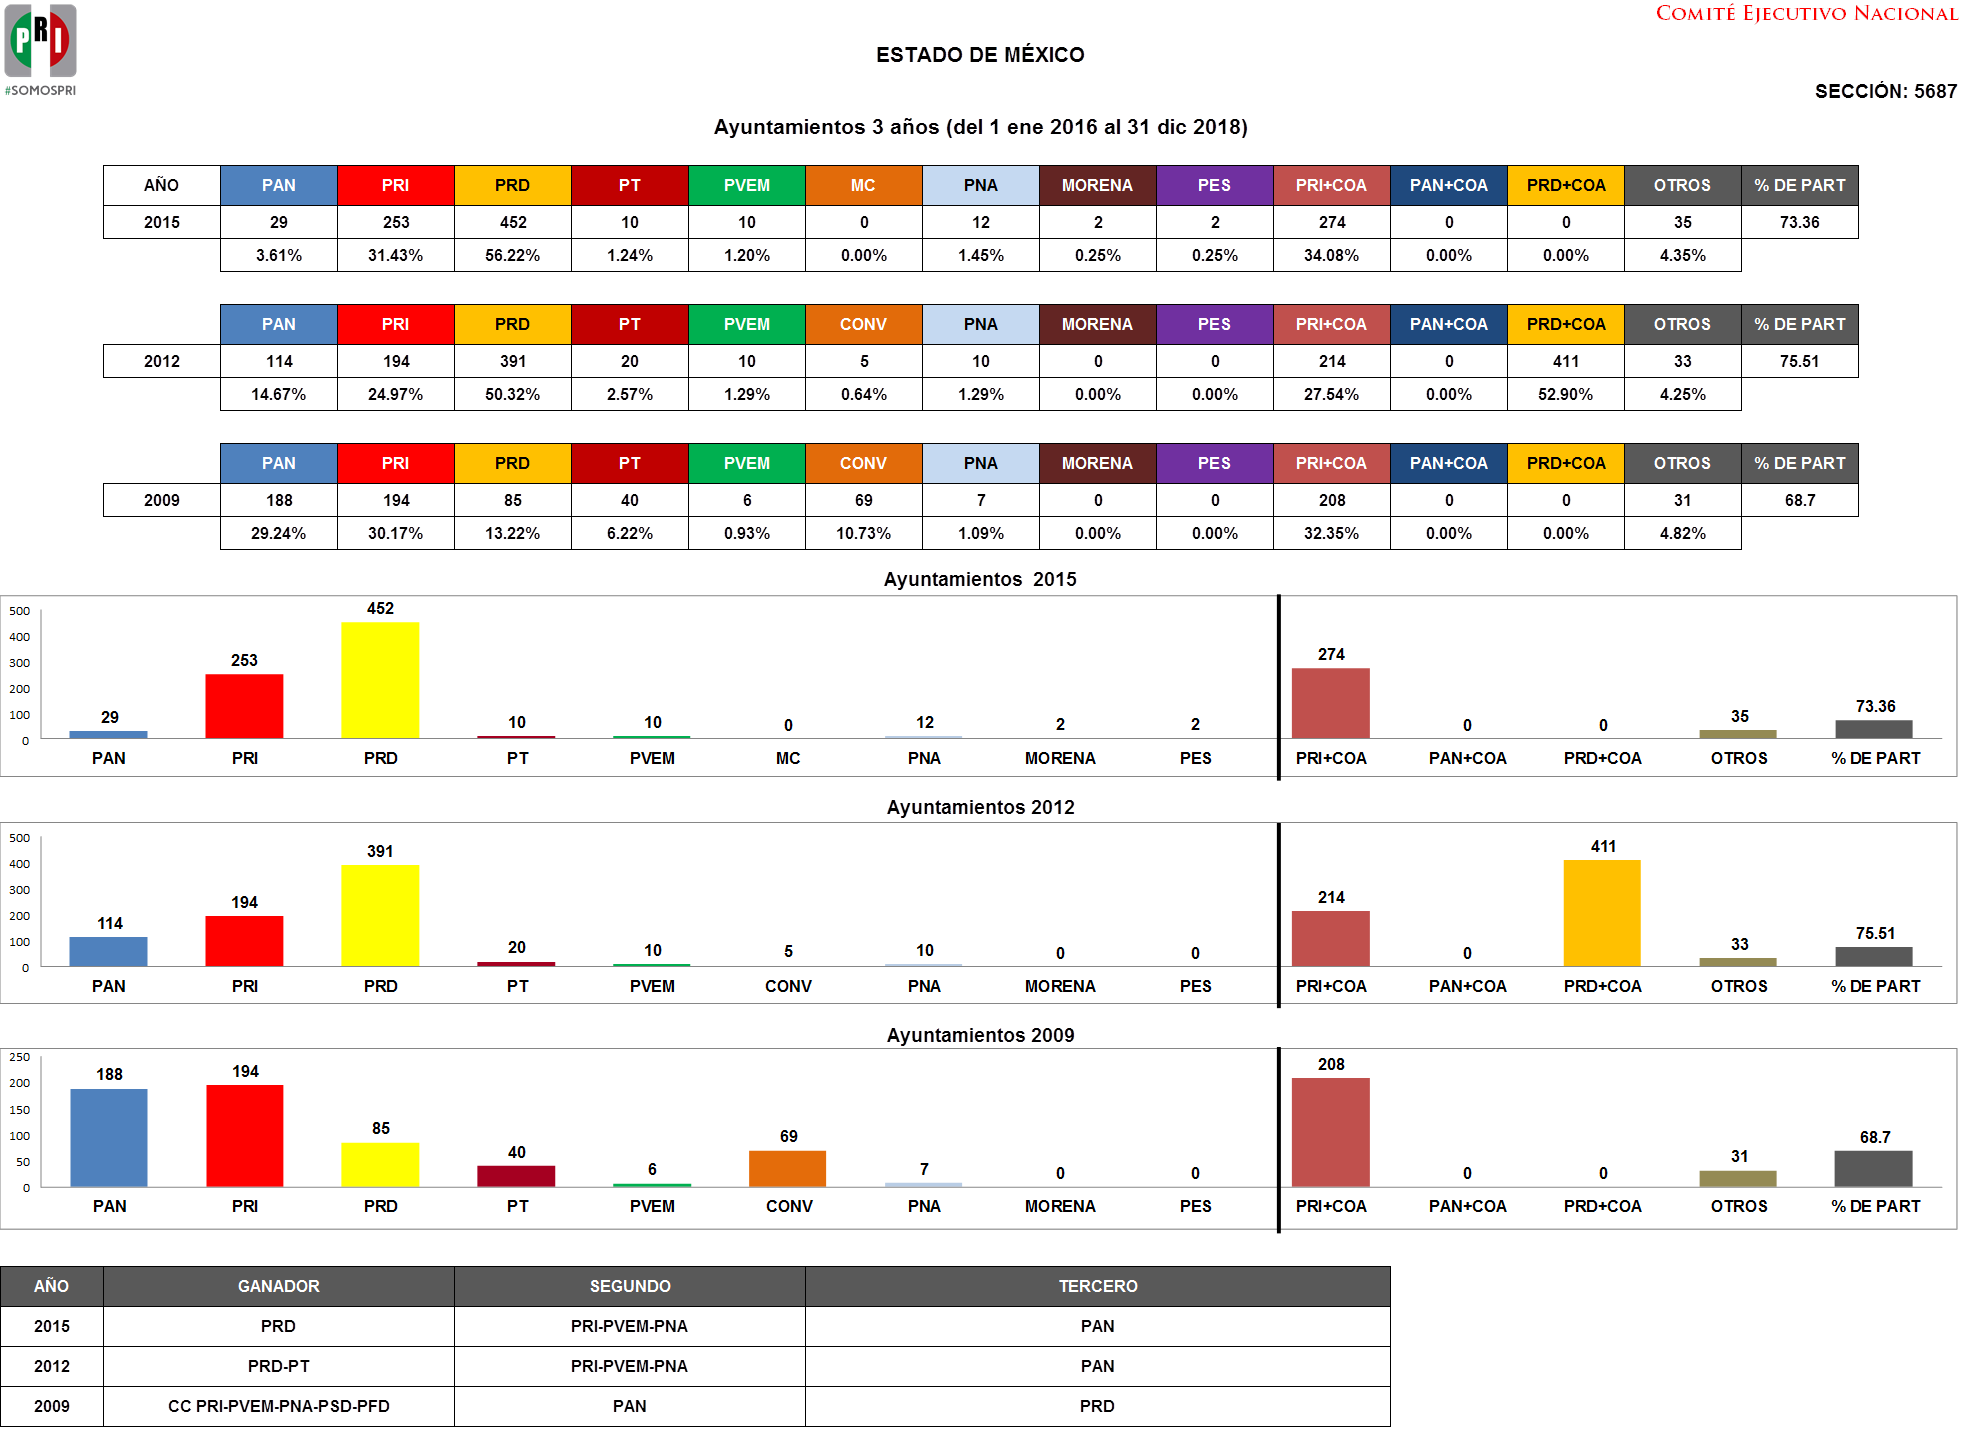 PRI
#SOMOSPRI
COMITÉ EJECUTIVO NACIONAL
ESTADO DE MÉXICO
SECCIÓN: 5687
Ayuntamientos 3 años (del 1 ene 2016 al 31 dic 2018)
AÑO PAN PRI PRD PT PVEM MC PNA MORENA PES PRI+COA PAN+COA PRD+COA OTROS % DE PART
2015 29 253 452 10 10 0 12 2 2 274 0 0 35 73.36
3.61% 31.43% 56.22% 1.24% 1.20% 0.00% 1.45% 0.25% 0.25% 34.08% 0.00% 0.00% 4.35%
PAN PRI PRD PT PVEM CONV PNA MORENA PES PRI+COA PAN+COA PRD+COA OTROS % DE PART
2012 114 194 391 20 10 5 10 0 0 214 0 411 33 75.51
14.67% 24.97% 50.32% 2.57% 1.29% 0.64% 1.29% 0.00% 0.00% 27.54% 0.00% 52.90% 4.25%
PAN PRI PRD PT PVEM CONV PNA MORENA PES PRI+COA PAN+COA PRD+COA OTROS % DE PART
2009 188 194 85 40 6 69 7 0 0 208 0 0 31 68.7
29.24% 30.17% 13.22% 6.22% 0.93% 10.73% 1.09% 0.00% 0.00% 32.35% 0.00% 0.00% 4.82%
Ayuntamientos 2015
500
400
300
200
100
0
29 253 452 10 10 0 12 2 2 274 0 0 35 73.36
PAN PRI PRD PT PVEM MC PNA MORENA PES PRI+COA PAN+COA PRD+COA OTROS % DE PART
Ayuntamientos 2012
500
400
300
200
100
0
114 194 391 20 10 5 10 0 0 214 0 411 33 75.51
PAN PRI PRD PT PVEM CONV PNA MORENA PES PRI+COA PAN+COA PRD+COA OTROS % DE PART
Ayuntamientos 2009
250
200
150
100
50
0
188 194 85 40 6 69 7 0 0 208 0 0 31 68.7
PAN PRI PRD PT PVEM CONV PNA MORENA PES PRI+COA PAN+COA PRD+COA OTROS % DE PART
AÑO GANADOR SEGUNDO TERCERO
2015 PRD PRI-PVEM-PNA PAN
2012 PRD-PT PRI-PVEM-PNA PAN
2009 CC PRI-PVEM-PNA-PSD-PFD PAN PRD